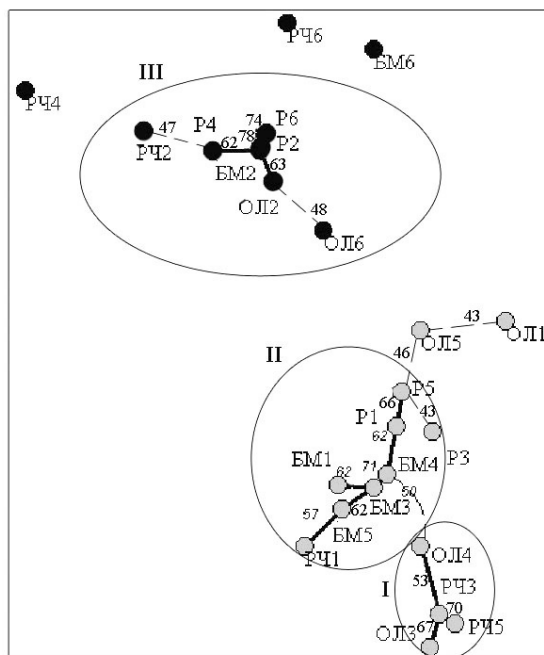 РЧ6
БМ6
III
РЧ4
74 Р6
47 Р4
62 78 Р2
РЧ2
63
БМ2
ОЛ2
48
ОЛ6
43
ОЛ1
ОЛ5
46
II
Р5
66
43
Р1
62
Р3
БМ1 62 71 БМ4
50
62 БМ3
57
БМ5
РЧ1
ОЛ4
53 РЧ3
I
70
РЧ5
ОЛ3 67